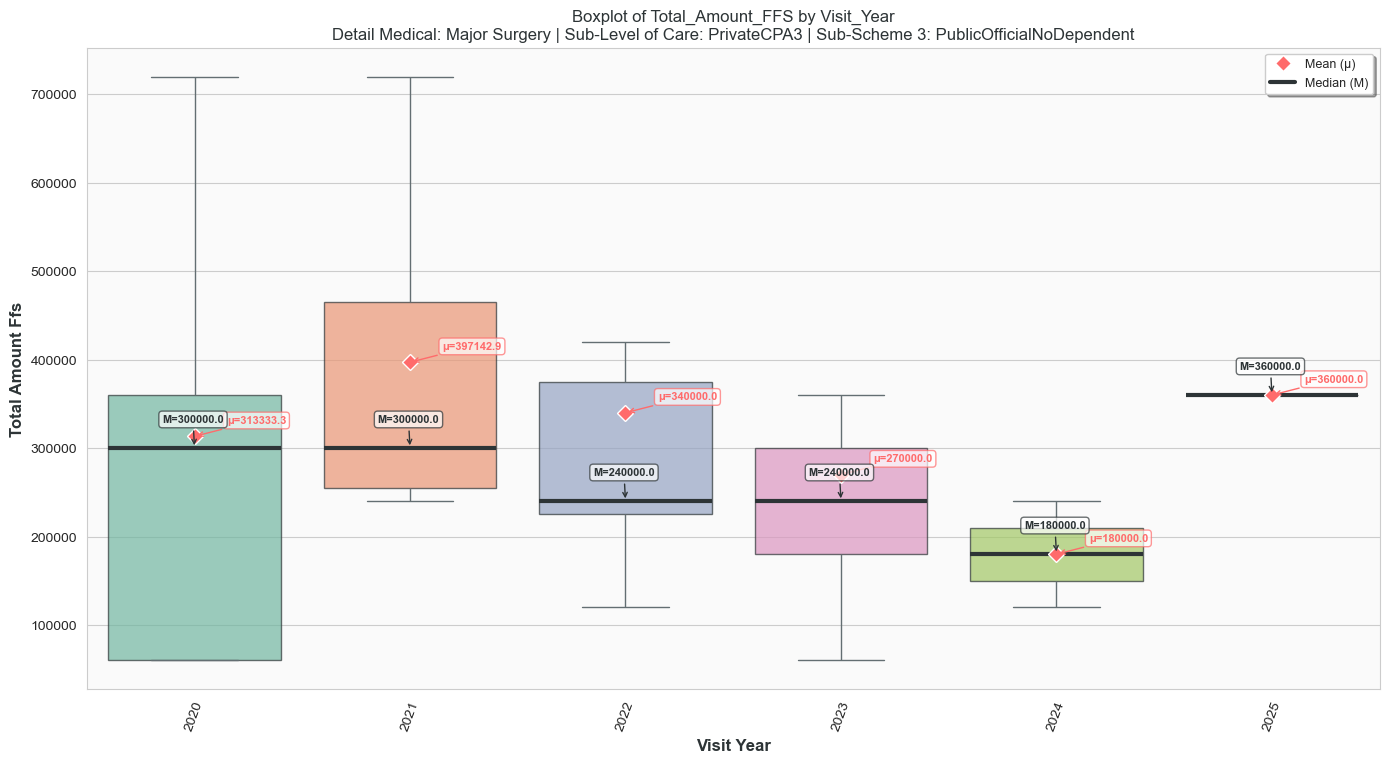 Boxplot of Total_Amount_FFS by Visit_Year
Detail Medical: Major Surgery | Sub-Level of Care: PrivateCPA3 | Sub-Scheme 3: PublicOfficialNoDependent
Mean (μ)
Median (M)
Total Amount Ffs
700000
600000
500000
400000
300000
200000
100000
M=300000.0
μ=313333.3
μ=397142.9
M=300000.0
μ=340000.0
M=240000.0
μ=270000.0
M=240000.0
M=180000.0
μ=180000.0
M=360000.0
μ=360000.0
2020
2021
2022
2023
2024
2025
Visit Year